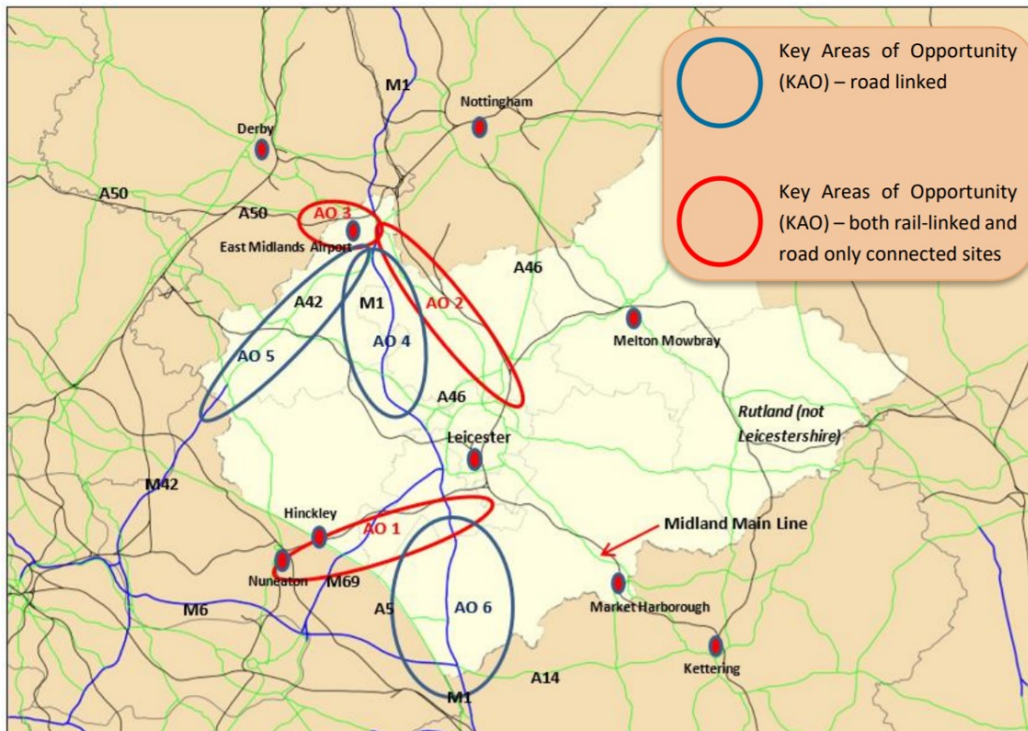 Key Areas of Opportunity
(KAO) – road linked
Key Areas of Opportunity
(KAO) – both rail-linked and
road only connected sites
M1
Nottingham
Derby
A50
A50
AO 3
East Midlands Airport
A46
A42
M1
AO 2
Melton Mowbray
AO 5
AO 4
A46
Rutland (not
Leicestershire)
Leicester
M42
Hinckley
AO 1
Midland Main Line
Nuneaton
M69
M6
A5
AO 6
Market Harborough
Kettering
A14
M1